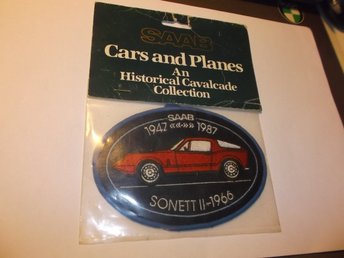 SAAB
Cars and Planes
An
Historical Cavalcade
Collection
SAAB
1947 «« »» 1987
SONETT II-1966